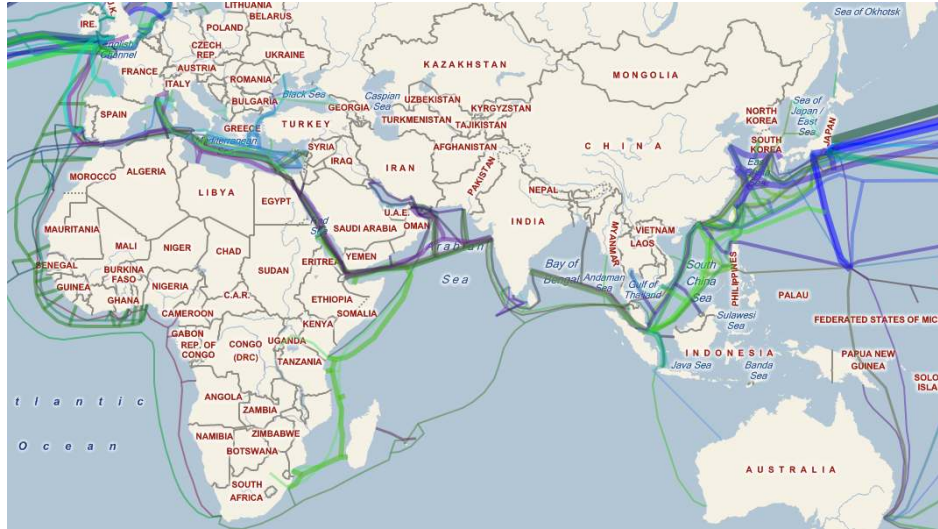 LITHUANIA
BELARUS
Sea of Okhotsk
IRE.
U.K.
POLAND
English
Channel
CZECH
REP.
UKRAINE
FRANCE
AUSTRIA
KAZAKHSTAN
MONGOLIA
ITALY
ROMANIA
BULGARIA
Black Sea
Caspian
Sea
SPAIN
GEORGIA
UZBEKISTAN
KYRGYZSTAN
TURKMENISTAN
TAJIKISTAN
NORTH
KOREA
Sea of
Japan /
East
Sea
JAPAN
GREECE
TURKEY
SYRIA
IRAQ
IRAN
AFGHANISTAN
CHINA
SOUTH
KOREA
MOROCCO
ALGERIA
LIBYA
EGYPT
PAKISTAN
NEPAL
U.A.E.
OMAN
SAUDI ARABIA
INDIA
MYANMAR
VIETNAM
LAOS
MAURITANIA
MALI
NIGER
CHAD
SUDAN
ERITREA
YEMEN
Arabian
Sea
Bay of
Bengal
Andaman
Sea
Gulf of
Thailand
South
China
Sea
PHILIPPINES
SENEGAL
GUINEA
BURKINA
FASO
GHANA
NIGERIA
C.A.R.
ETHIOPIA
SOMALIA
PALAU
CAMEROON
Sulawesi
Sea
FEDERATED STATES OF MIC
GABON
REP. OF
CONGO
CONGO
(DRC)
UGANDA
KENYA
TANZANIA
INDONESIA
Java Sea
Banda
Sea
PAPUA NEW
GUINEA
SOLO
ISLA
tlantic
Ocean
ANGOLA
ZAMBIA
NAMIBIA
ZIMBABWE
BOTSWANA
SOUTH
AFRICA
AUSTRALIA